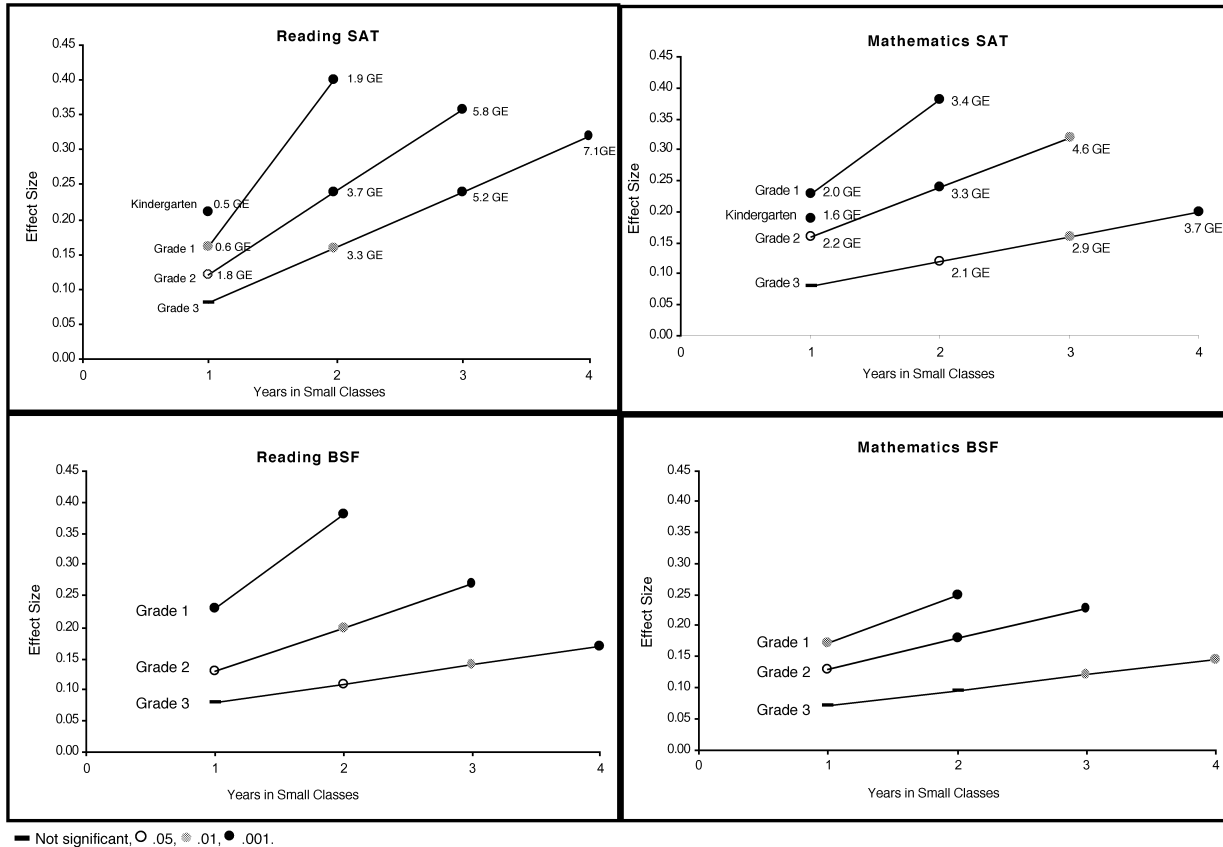 Reading SAT
0.45
0.40
0.35
0.30
0.25
0.20
0.15
0.10
0.05
0.00
Effect Size
1.9 GE
5.8 GE
7.1GE
Kindergarten
0.5 GE
3.7 GE
5.2 GE
Grade 1
0.6 GE
Grade 2
1.8 GE
3.3 GE
Grade 3
0
1
2
3
4
Years in Small Classes
Mathematics SAT
0.45
0.40
0.35
0.30
0.25
0.20
0.15
0.10
0.05
0.00
Effect Size
3.4 GE
4.6 GE
Grade 1
2.0 GE
3.3 GE
Kindergarten
1.6 GE
3.7 GE
Grade 2
2.2 GE
2.9 GE
Grade 3
2.1 GE
0
1
2
3
4
Years in Small Classes
Reading BSF
0.45
0.40
0.35
0.30
0.25
0.20
0.15
0.10
0.05
0.00
Effect Size
Grade 1
Grade 2
Grade 3
0
1
2
3
4
Years in Small Classes
Mathematics BSF
0.45
0.40
0.35
0.30
0.25
0.20
0.15
0.10
0.05
0.00
Effect Size
Grade 1
Grade 2
Grade 3
0
1
2
3
4
Years in Small Classes
Not significant, .05, .01, .001.